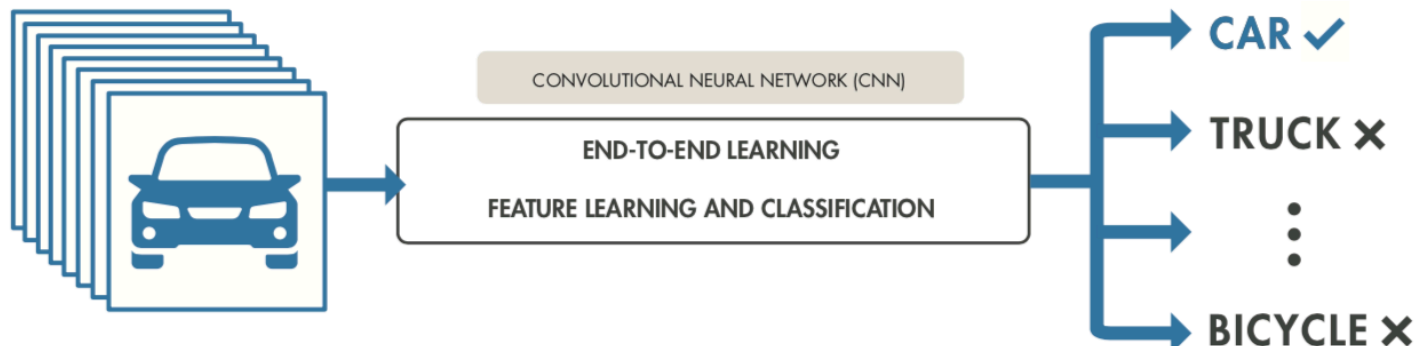 CONVOLUTIONAL NEURAL NETWORK (CNN)
END-TO-END LEARNING
FEATURE LEARNING AND CLASSIFICATION
CAR ✓
TRUCK ✕
⋮
BICYCLE ✕